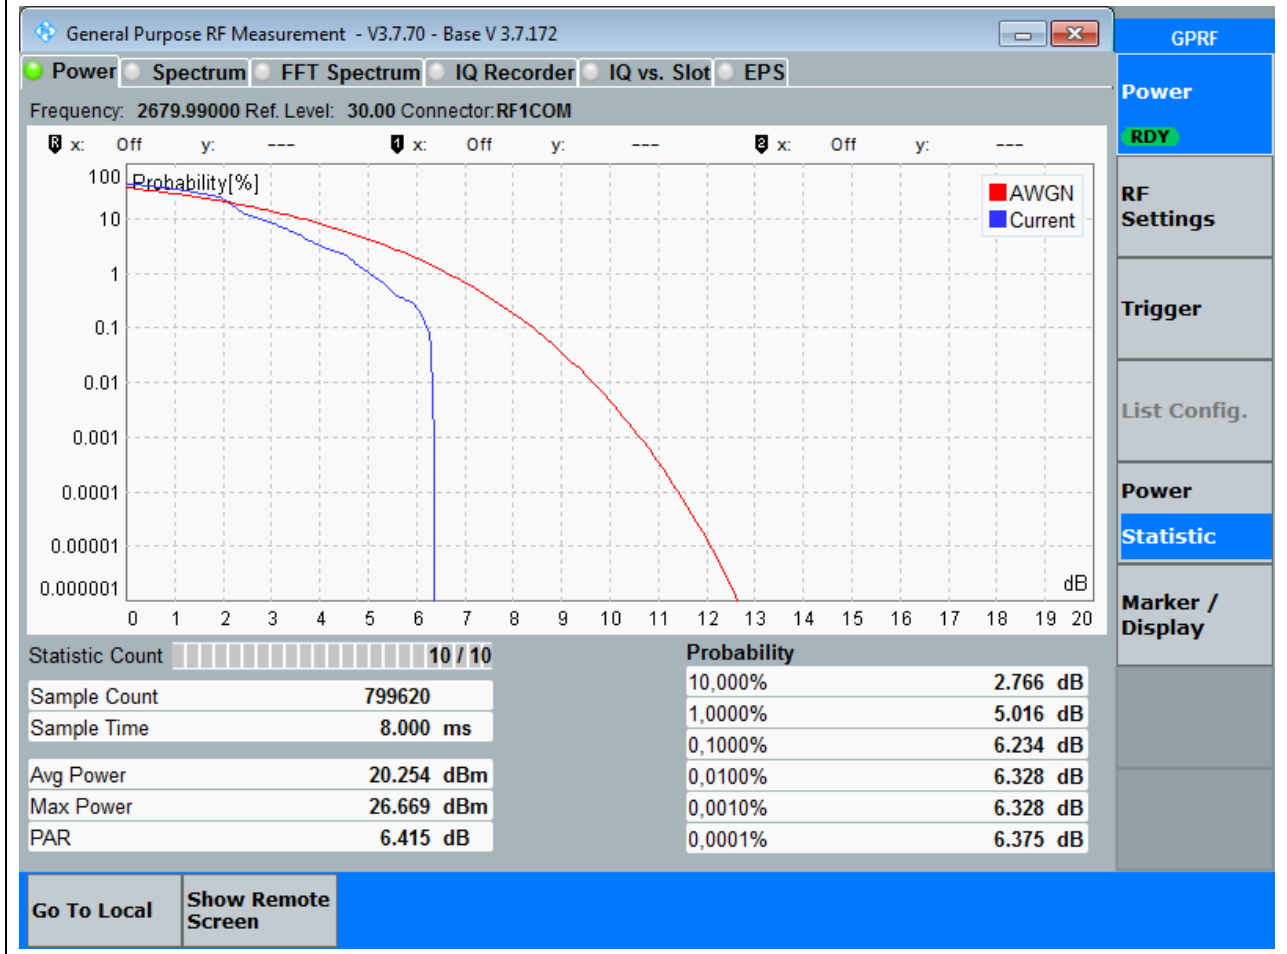 General Purpose RF Measurement - V3.7.70 - Base V 3.7.172
GPRF
Power Spectrum FFT Spectrum IQ Recorder IQ vs. Slot EPS
Frequency: 2679.99000 Ref. Level: 30.00 Connector:RF1COM
R x: Off y: --- 1 x: Off y: --- 2 x: Off y: ---
Probability[%]
AWGN
Current
100
10
1
0.1
0.01
0.001
0.0001
0.00001
0.000001
dB
0 1 2 3 4 5 6 7 8 9 10 11 12 13 14 15 16 17 18 19 20
Statistic Count 10 / 10
Sample Count 799620
Sample Time 8.000 ms
Avg Power 20.254 dBm
Max Power 26.669 dBm
PAR 6.415 dB
Probability
10,000% 2.766 dB
1,0000% 5.016 dB
0,1000% 6.234 dB
0,0100% 6.328 dB
0,0010% 6.328 dB
0,0001% 6.375 dB
Power
RDY
RF
Settings
Trigger
List Config.
Power
Statistic
Marker /
Display
Go To Local
Show Remote
Screen